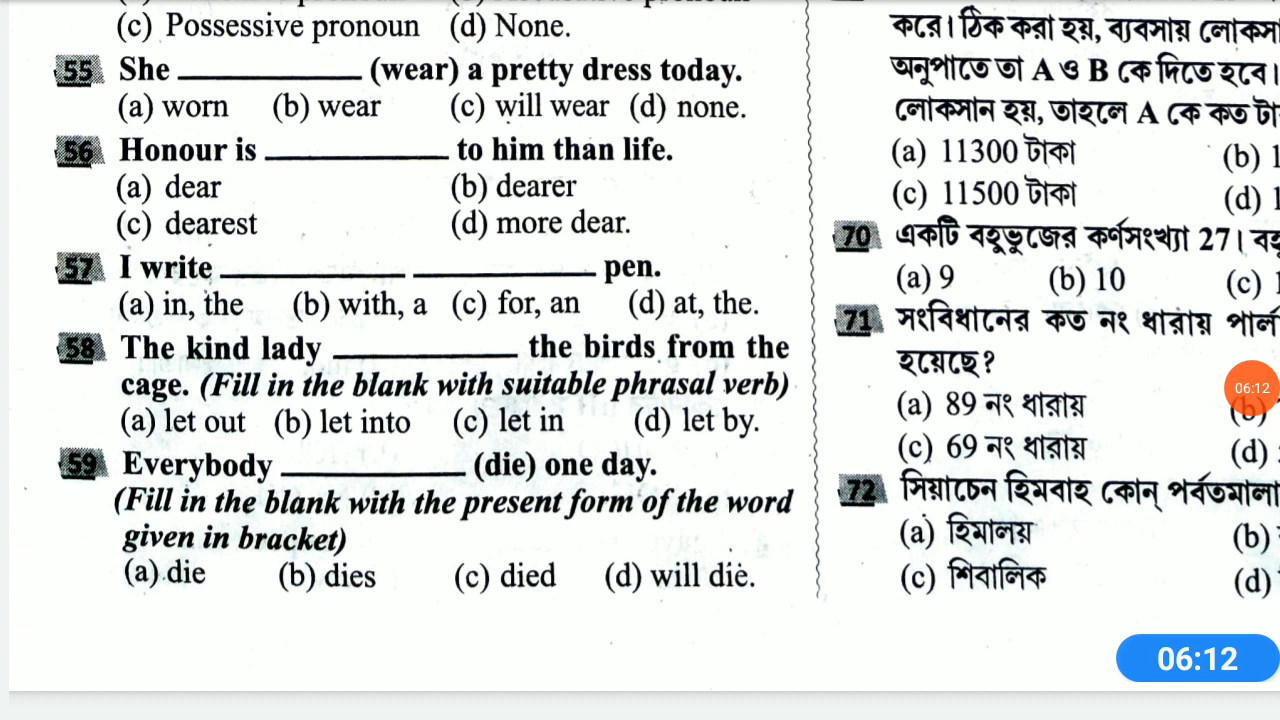 (c) Possessive pronoun (d) None.
55 She ____________ (wear) a pretty dress today.
(a) worn (b) wear (c) will wear (d) none.
56 Honour is ____________ to him than life.
(a) dear (b) dearer
(c) dearest (d) more dear.
57 I write ____________ ____________ pen.
(a) in, the (b) with, a (c) for, an (d) at, the.
58 The kind lady ____________ the birds from the
cage. (Fill in the blank with suitable phrasal verb)
(a) let out (b) let into (c) let in (d) let by.
59 Everybody ____________ (die) one day.
(Fill in the blank with the present form of the word
given in bracket)
(a) die (b) dies (c) died (d) will die.
করে। ঠিক করা হয়, ব্যবসায়
অনুপাতে তা A ও B কে দিতে হবে।
লোকসান হয়, তাহলে A কে কত
(a) 11300 টাকা (b)
(c) 11500 টাকা (d)
70 একটি বহুভুজের কর্ণসংখ্যা 27।
(a) 9 (b) 10 (c)
71 সংবিধানের কত নং ধারায়
হয়েছে?
(a) 89 নং ধারায় (b)
(c) 69 নং ধারায় (d)
72 সিয়াচেন হিমবাহ কোন্ পর্বতমালা
(a) হিমালয় (b)
(c) শিবালিক (d)
06:12
06:12